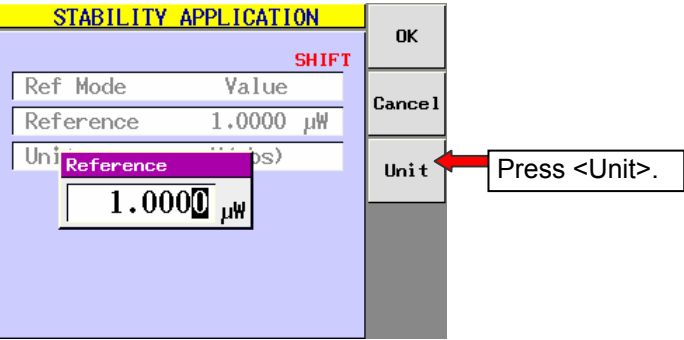 STABILITY APPLICATION
SHIFT
Ref Mode Value
Reference 1.0000 µW
Uni
Reference
1.0000 µW
OK
Cancel
Unit
Press <Unit>.